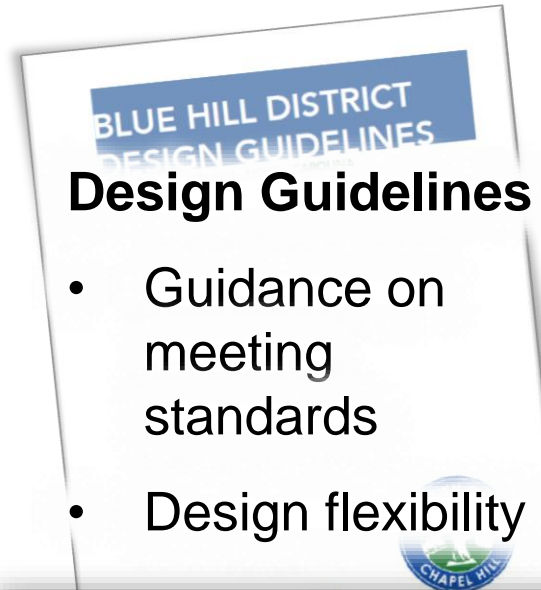 BLUE HILL DISTRICT
DESIGN GUIDELINES
Design Guidelines
• Guidance on
meeting
standards
• Design flexibility
CHAPEL HILL